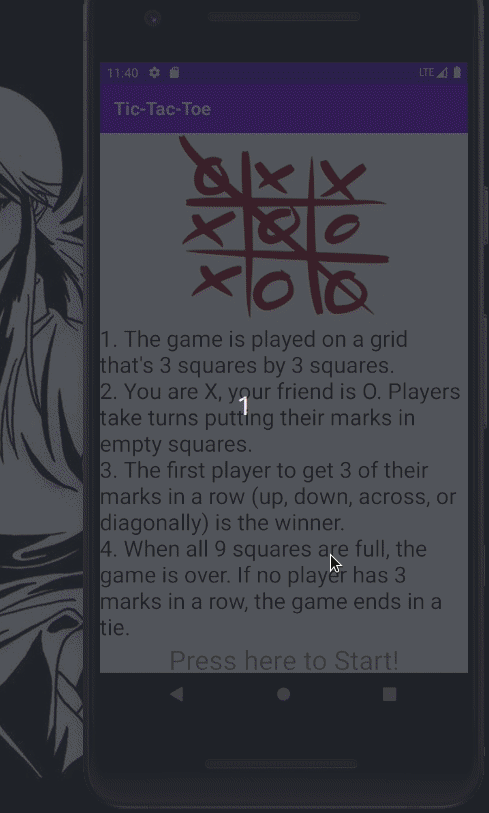 11:40 LTE
Tic-Tac-Toe
O X X
X O O
X O O
1. The game is played on a grid
that's 3 squares by 3 squares.
2. You are X, your friend is O. Players
take turns putting their marks in
empty squares.
3. The first player to get 3 of their
marks in a row (up, down, across, or
diagonally) is the winner.
4. When all 9 squares are full, the
game is over. If no player has 3
marks in a row, the game ends in a
tie.
1
Press here to Start!